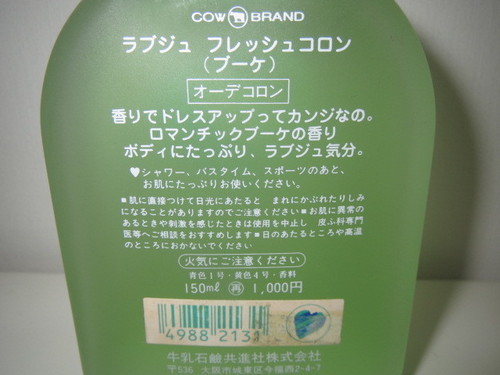 COW BRAND
ラブジュ フレッシュコロン
(ブーケ)
オーデコロン
香りでドレスアップってカンジなの。
ロマンチックブーケの香り
ボディにたっぷり、ラブジュ気分。
♥シャワー、バスタイム、スポーツのあと、
お肌にたっぷりお使いください。
■肌に直接つけて日光にあたると まれにかぶれたりしみ
になることがありますのでご注意ください■お肌に異常の
あるときや刺激を感じたときは使用を中止し 皮ふ科専門
医等へご相談をおすすめします■日のあたるところや高温
のところにおかないでください
火気にご注意ください
青色1号・黄色4号・香料
150ml 再 1,000円
4988 2131
牛乳石鹸共進社株式会社
〒536 大阪市城東区今福西2-4-7